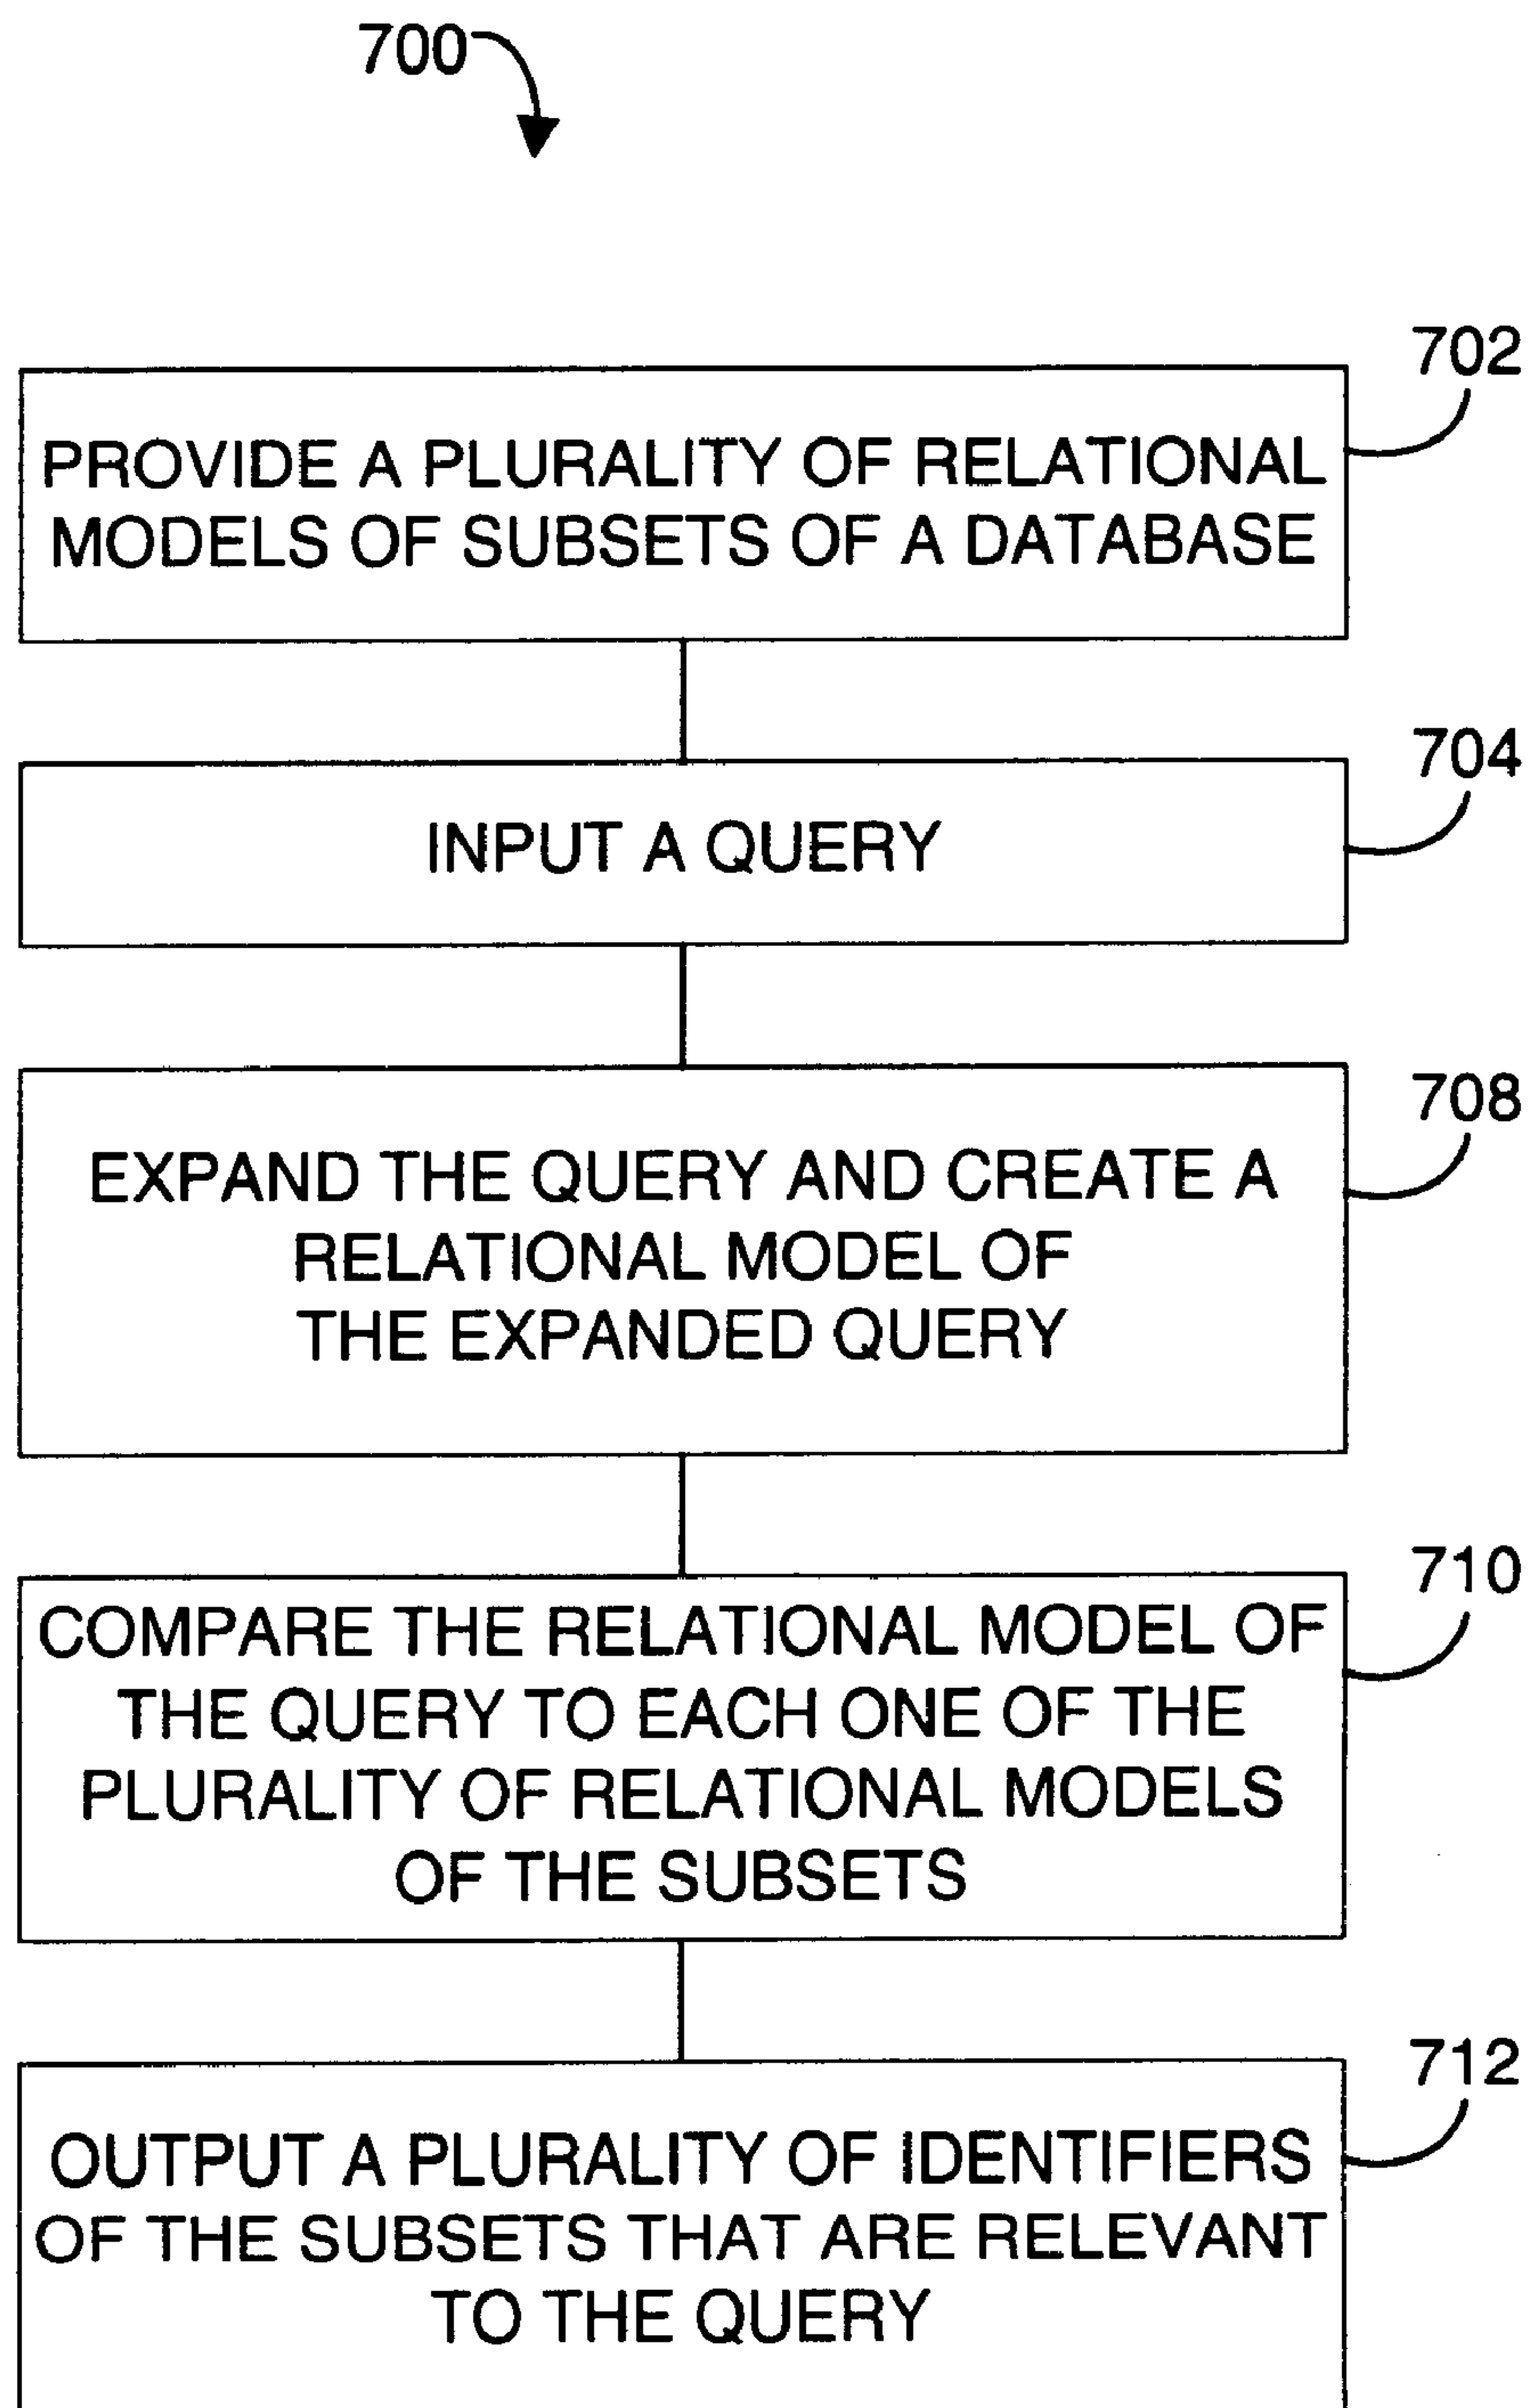 700
702
PROVIDE A PLURALITY OF RELATIONAL
MODELS OF SUBSETS OF A DATABASE
704
INPUT A QUERY
708
EXPAND THE QUERY AND CREATE A
RELATIONAL MODEL OF
THE EXPANDED QUERY
710
COMPARE THE RELATIONAL MODEL OF
THE QUERY TO EACH ONE OF THE
PLURALITY OF RELATIONAL MODELS
OF THE SUBSETS
712
OUTPUT A PLURALITY OF IDENTIFIERS
OF THE SUBSETS THAT ARE RELEVANT
TO THE QUERY